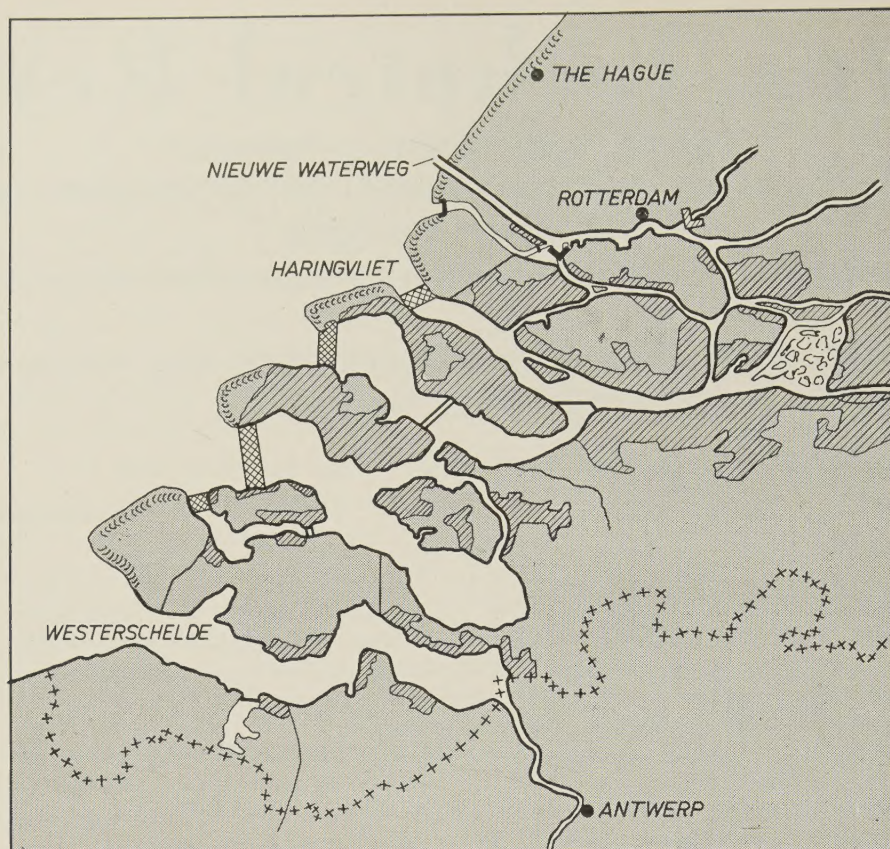 THE HAGUE
NIEUWE WATERWEG
ROTTERDAM
HARINGVLIET
WESTERSCHELDE
ANTWERP